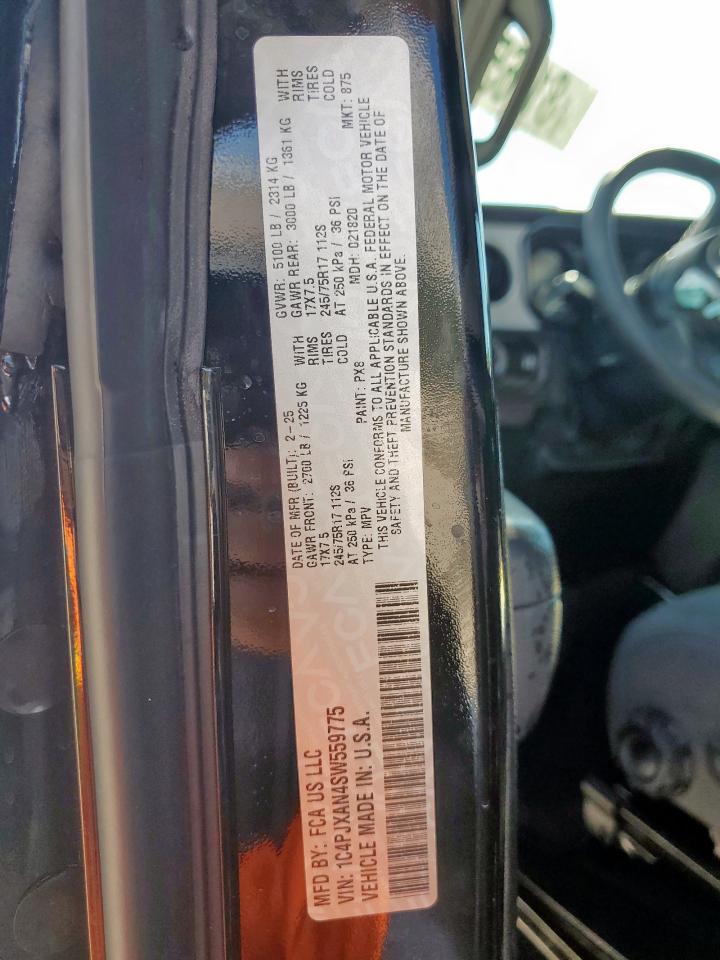 MFD BY: FCA US LLC
DATE OF MFR (BUILT): 2-25
GVWR: 5100 LB / 2314 KG
GAWR FRONT: 2700 LB / 1225 KG WITH
GAWR REAR: 3000 LB / 1361 KG WITH
17X7.5 RIMS
17X7.5 RIMS
245/75R17 112S TIRES
245/75R17 112S TIRES
AT 250 kPa / 36 PSi COLD
AT 250 kPa / 36 PSi COLD
VIN: 1C4PJXAN4SW559775
TYPE: MPV
PAINT: PX8
MDH: 021820
MKT: 875
VEHICLE MADE IN: U.S.A.
THIS VEHICLE CONFORMS TO ALL APPLICABLE U.S.A. FEDERAL MOTOR VEHICLE
SAFETY AND THEFT PREVENTION STANDARDS IN EFFECT ON THE DATE OF
MANUFACTURE SHOWN ABOVE.